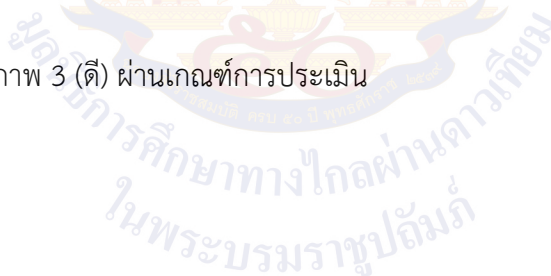 าพ 3 (ดี) ผ่านเกณฑ์การประเมิน
มูลนิธิการศึกษาทางไกลผ่านดาวเทียม
ในพระบรมราชูปถัมภ์